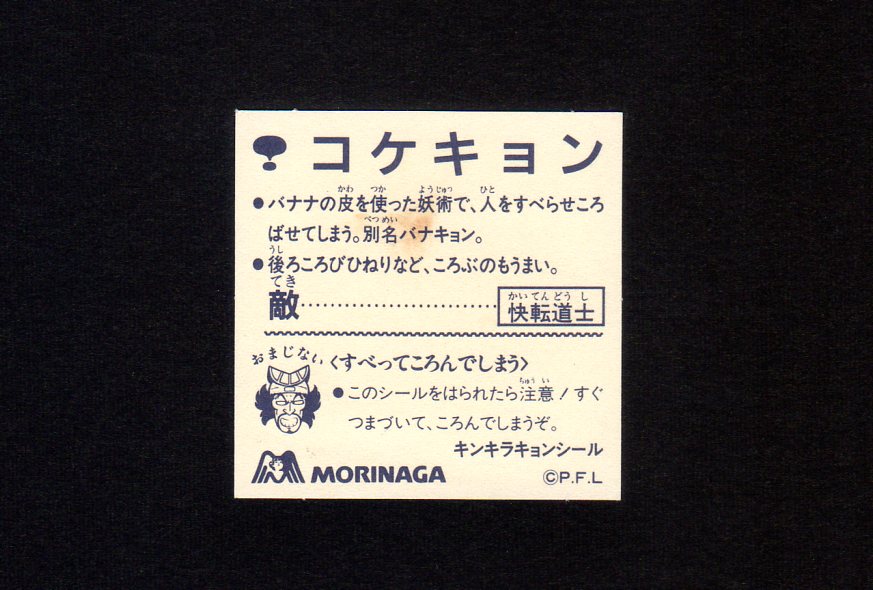 コケキョン
●バナナの皮を使った妖術で、人をすべらせころ
ばせてしまう。別名バナキョン。
●後ろころびひねりなど、ころぶのもうまい。
敵……………………快転道士
おまじない〈すべってころんでしまう〉
●このシールをはられたら注意！すぐ
つまづいて、ころんでしまうぞ。
キンキラキョンシール
MORINAGA ©P.F.L